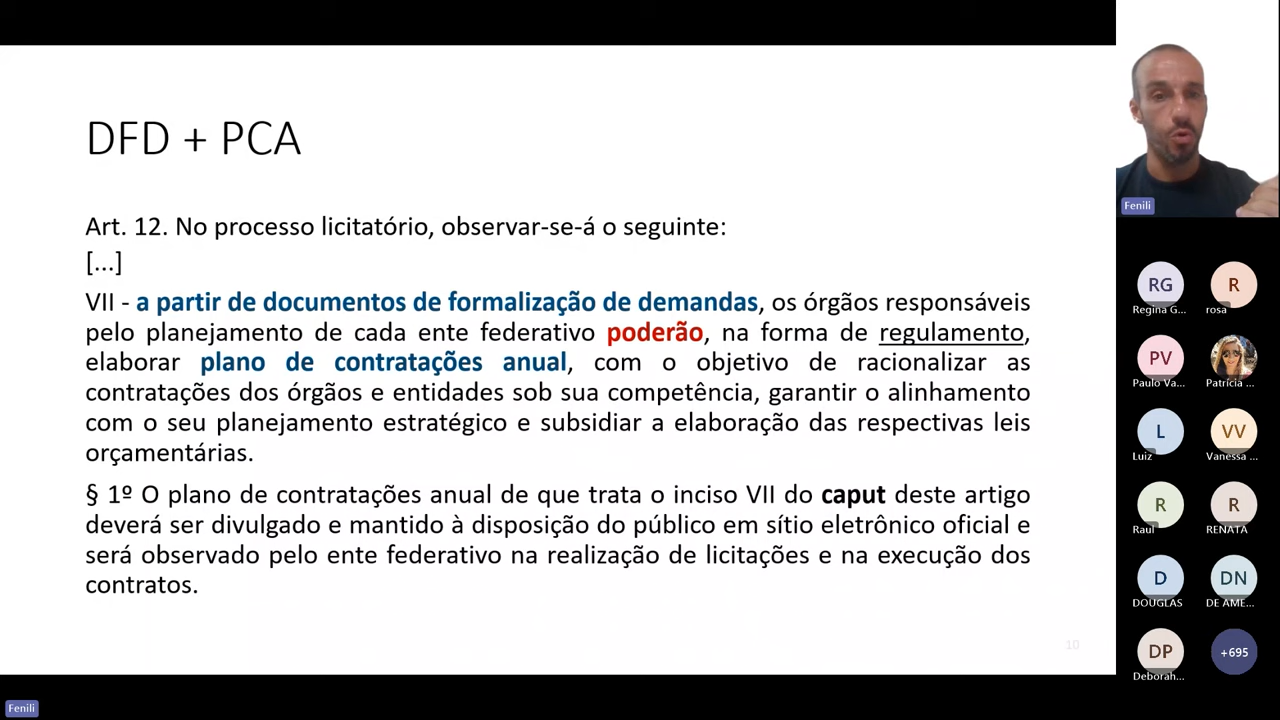 DFD + PCA
Art. 12. No processo licitatório, observar-se-á o seguinte:
[...]
VII - a partir de documentos de formalização de demandas, os órgãos responsáveis
pelo planejamento de cada ente federativo poderão, na forma de regulamento,
elaborar plano de contratações anual, com o objetivo de racionalizar as
contratações dos órgãos e entidades sob sua competência, garantir o alinhamento
com o seu planejamento estratégico e subsidiar a elaboração das respectivas leis
orçamentárias.
§ 1º O plano de contratações anual de que trata o inciso VII do caput deste artigo
deverá ser divulgado e mantido à disposição do público em sítio eletrônico oficial e
será observado pelo ente federativo na realização de licitações e na execução dos
contratos.
10
Fenili
Fenili
RG
Regina G...
R
rosa
PV
Paulo Va...
Patrícia ...
L
Luiz
VV
Vanessa ...
R
Raul
R
RENATA
D
DOUGLAS
DN
DE AME...
DP
Deborah...
+695